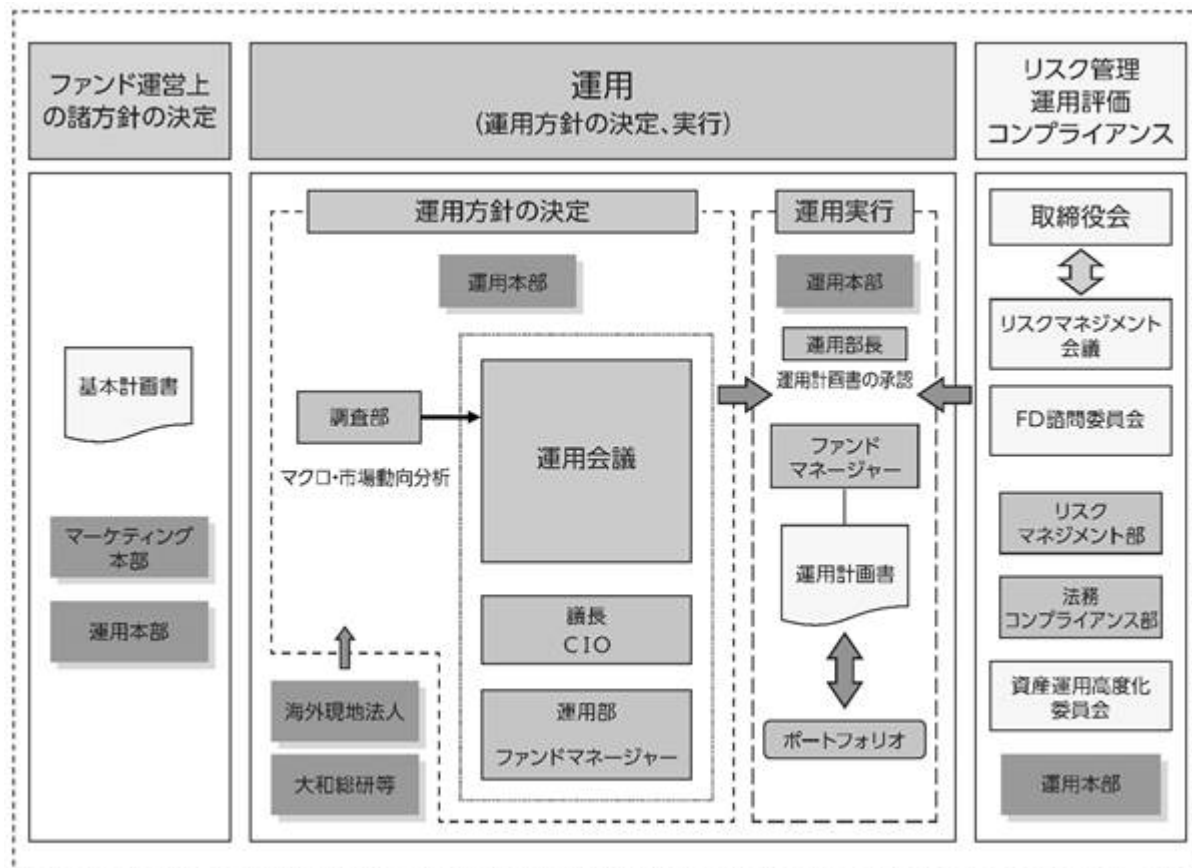 ファンド運営上
の諸方針の決定
基本計画書
マーケティング
本部
運用本部
運用
(運用方針の決定、実行)
運用方針の決定
運用本部
調査部
マクロ・市場動向分析
運用会議
議長
CIO
運用部
ファンドマネージャー
海外現地法人
大和総研等
運用実行
運用本部
運用部長
運用計画書の承認
ファンド
マネージャー
運用計画書
ポートフォリオ
リスク管理
運用評価
コンプライアンス
取締役会
リスクマネジメント
会議
FD諮問委員会
リスク
マネジメント部
法務
コンプライアンス部
資産運用高度化
委員会
運用本部